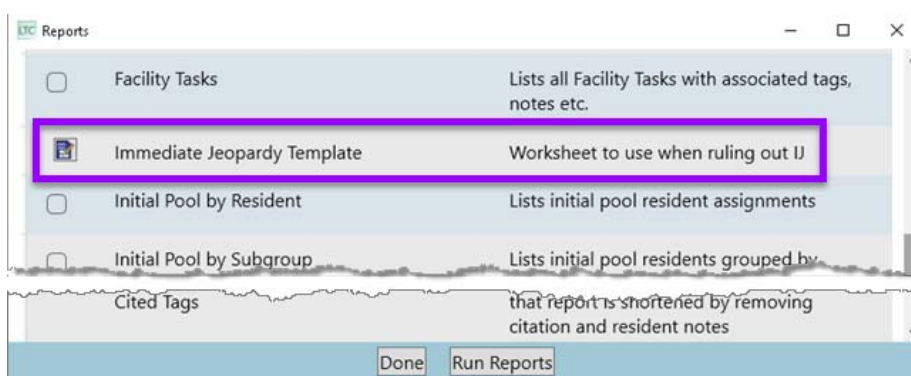 LTC Reports
Facility Tasks
Lists all Facility Tasks with associated tags,
notes etc.
Immediate Jeopardy Template
Worksheet to use when ruling out IJ
Initial Pool by Resident
Lists initial pool resident assignments
Initial Pool by Subgroup
Lists initial pool residents grouped by
Cited Tags
that report is shortened by removing
citation and resident notes
Done
Run Reports